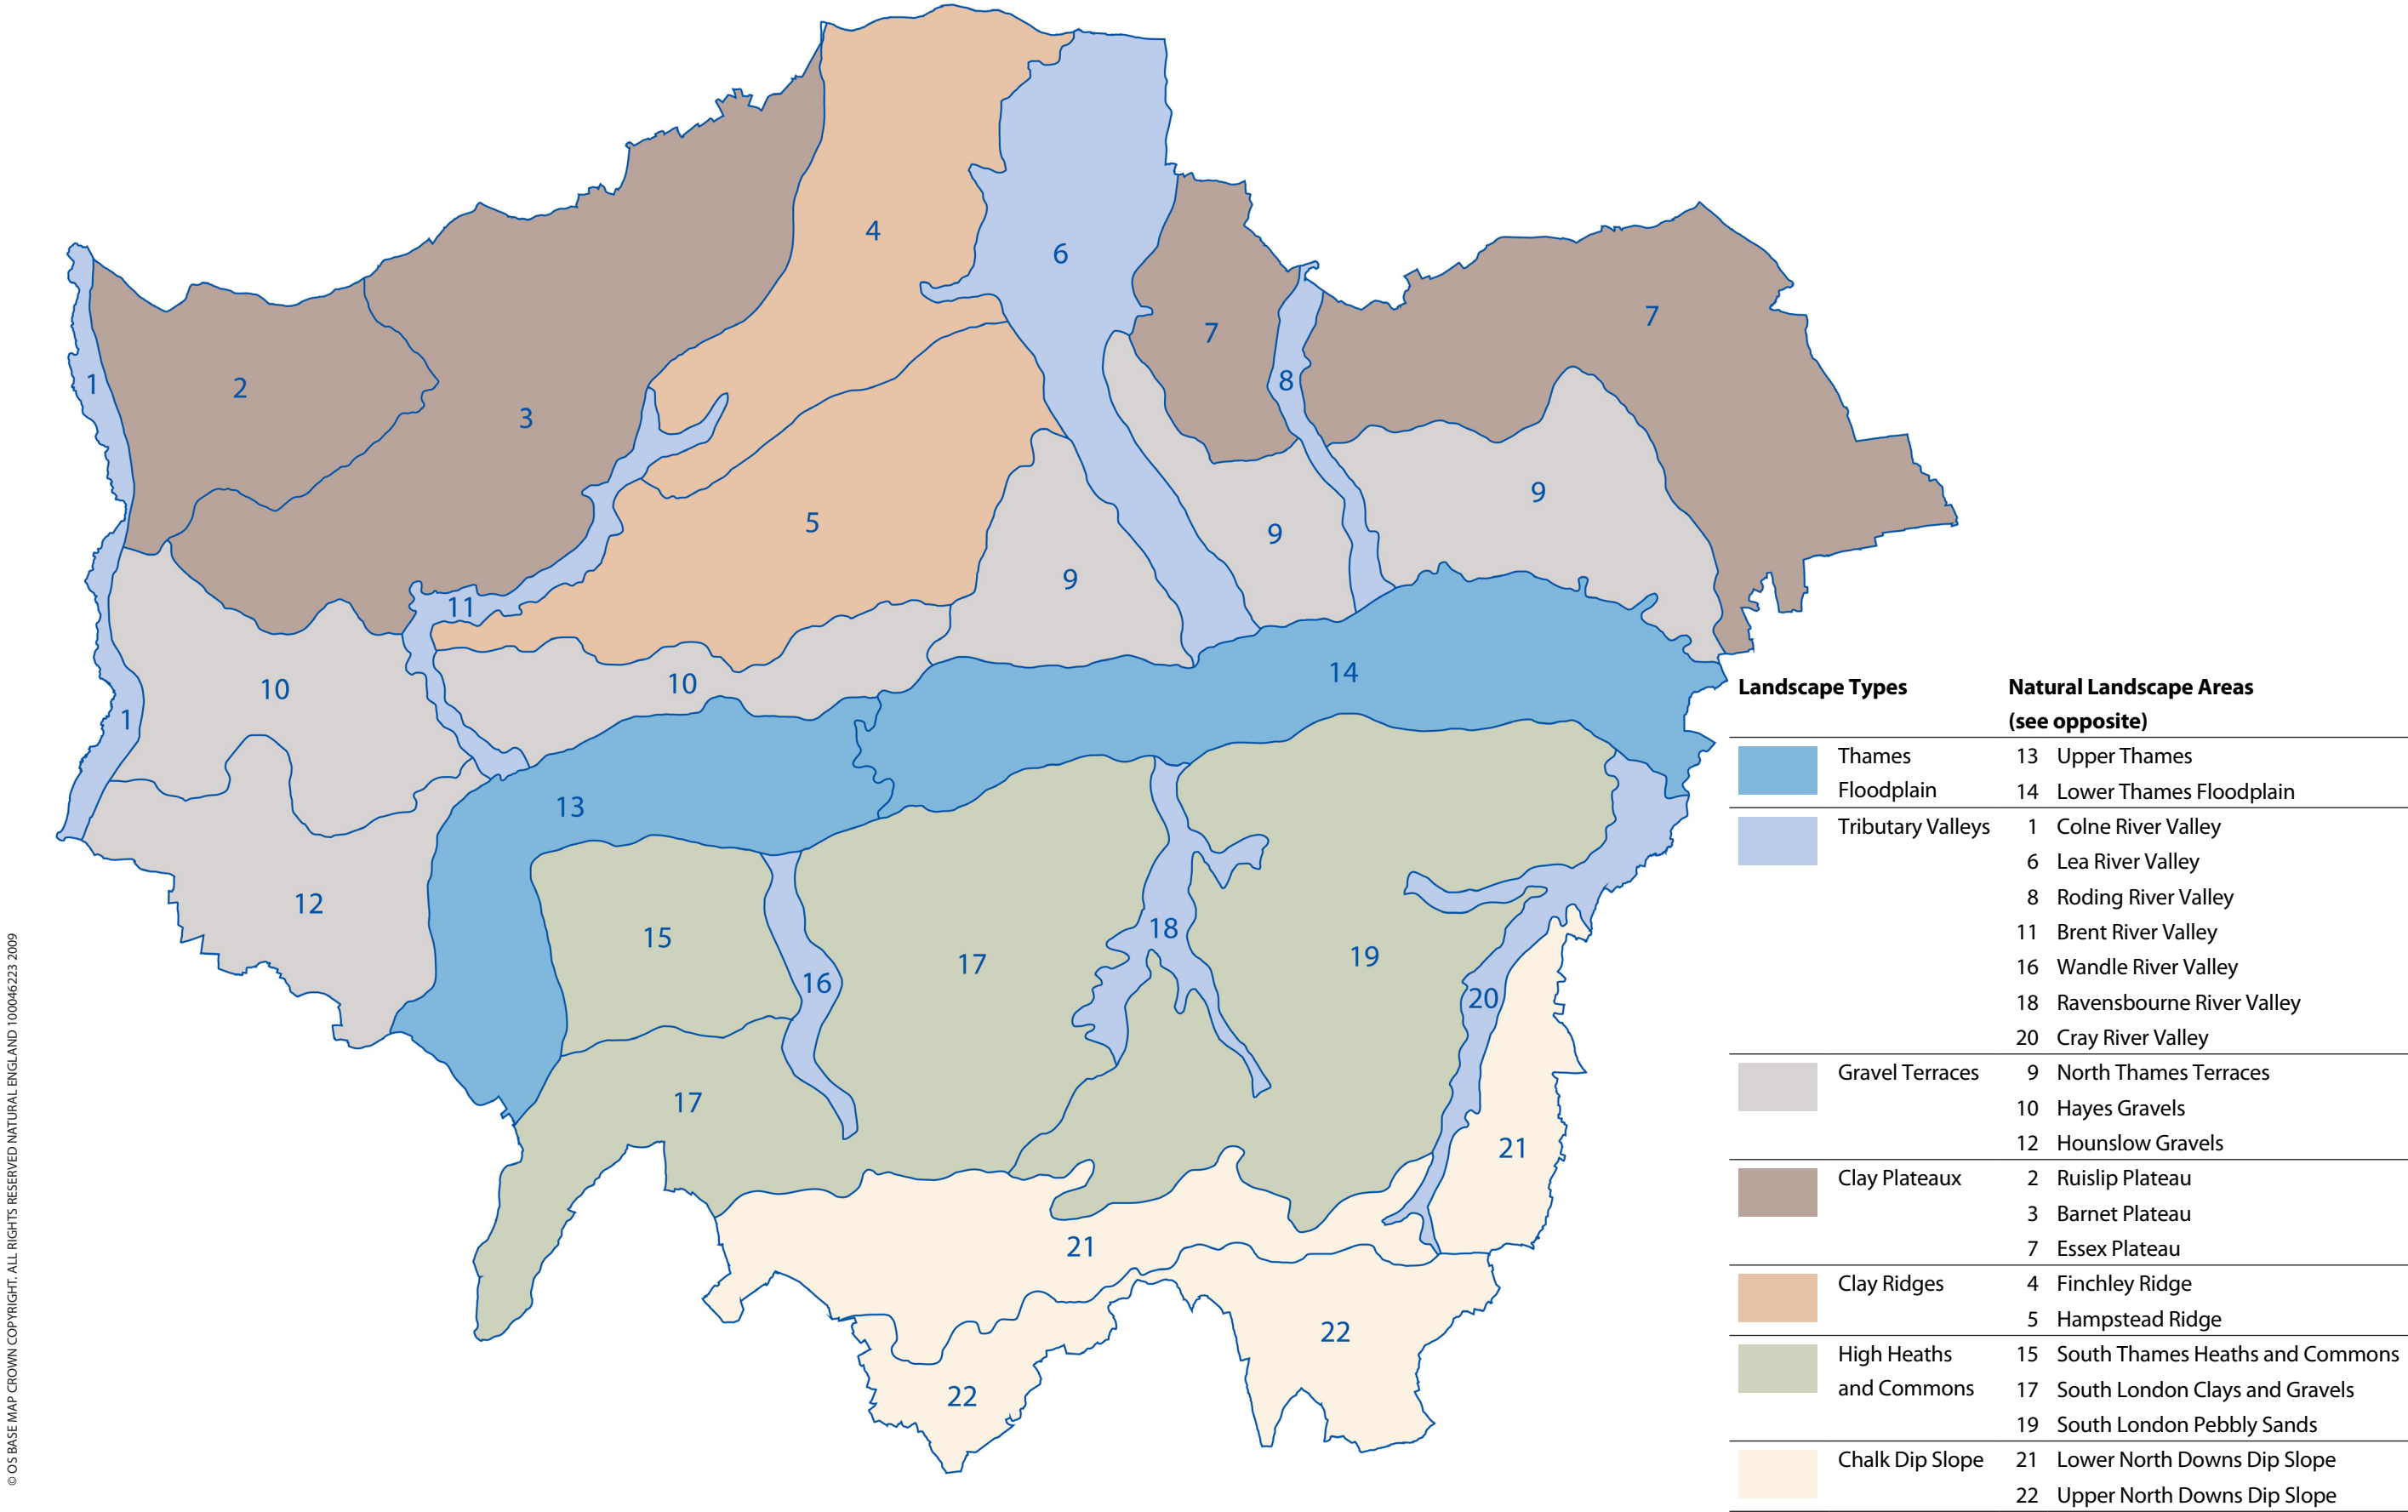 4
6
7
7
1
2
3
8
5
9
9
9
11
10
10
14
1
13
12
15
17
18
19
16
20
17
21
21
22
22
Landscape Types Natural Landscape Areas
(see opposite)
Thames 13 Upper Thames
Floodplain 14 Lower Thames Floodplain
Tributary Valleys 1 Colne River Valley
6 Lea River Valley
8 Roding River Valley
11 Brent River Valley
16 Wandle River Valley
18 Ravensbourne River Valley
20 Cray River Valley
Gravel Terraces 9 North Thames Terraces
10 Hayes Gravels
12 Hounslow Gravels
Clay Plateaux 2 Ruislip Plateau
3 Barnet Plateau
7 Essex Plateau
Clay Ridges 4 Finchley Ridge
5 Hampstead Ridge
High Heaths 15 South Thames Heaths and Commons
and Commons 17 South London Clays and Gravels
19 South London Pebbly Sands
Chalk Dip Slope 21 Lower North Downs Dip Slope
22 Upper North Downs Dip Slope
© OS BASE MAP CROWN COPYRIGHT. ALL RIGHTS RESERVED NATURAL ENGLAND 100046223 2009